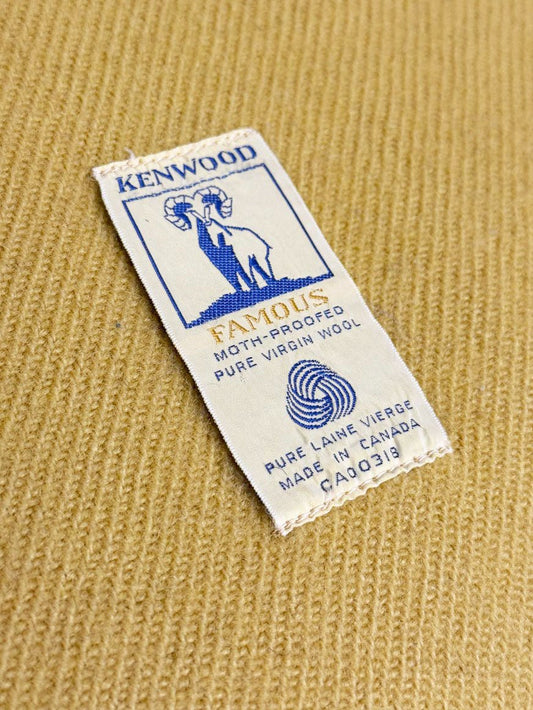 KENWOOD
FAMOUS
MOTH-PROOFED
PURE VIRGIN WOOL
PURE LAINE VIERGE
MADE IN CANADA
CA00318